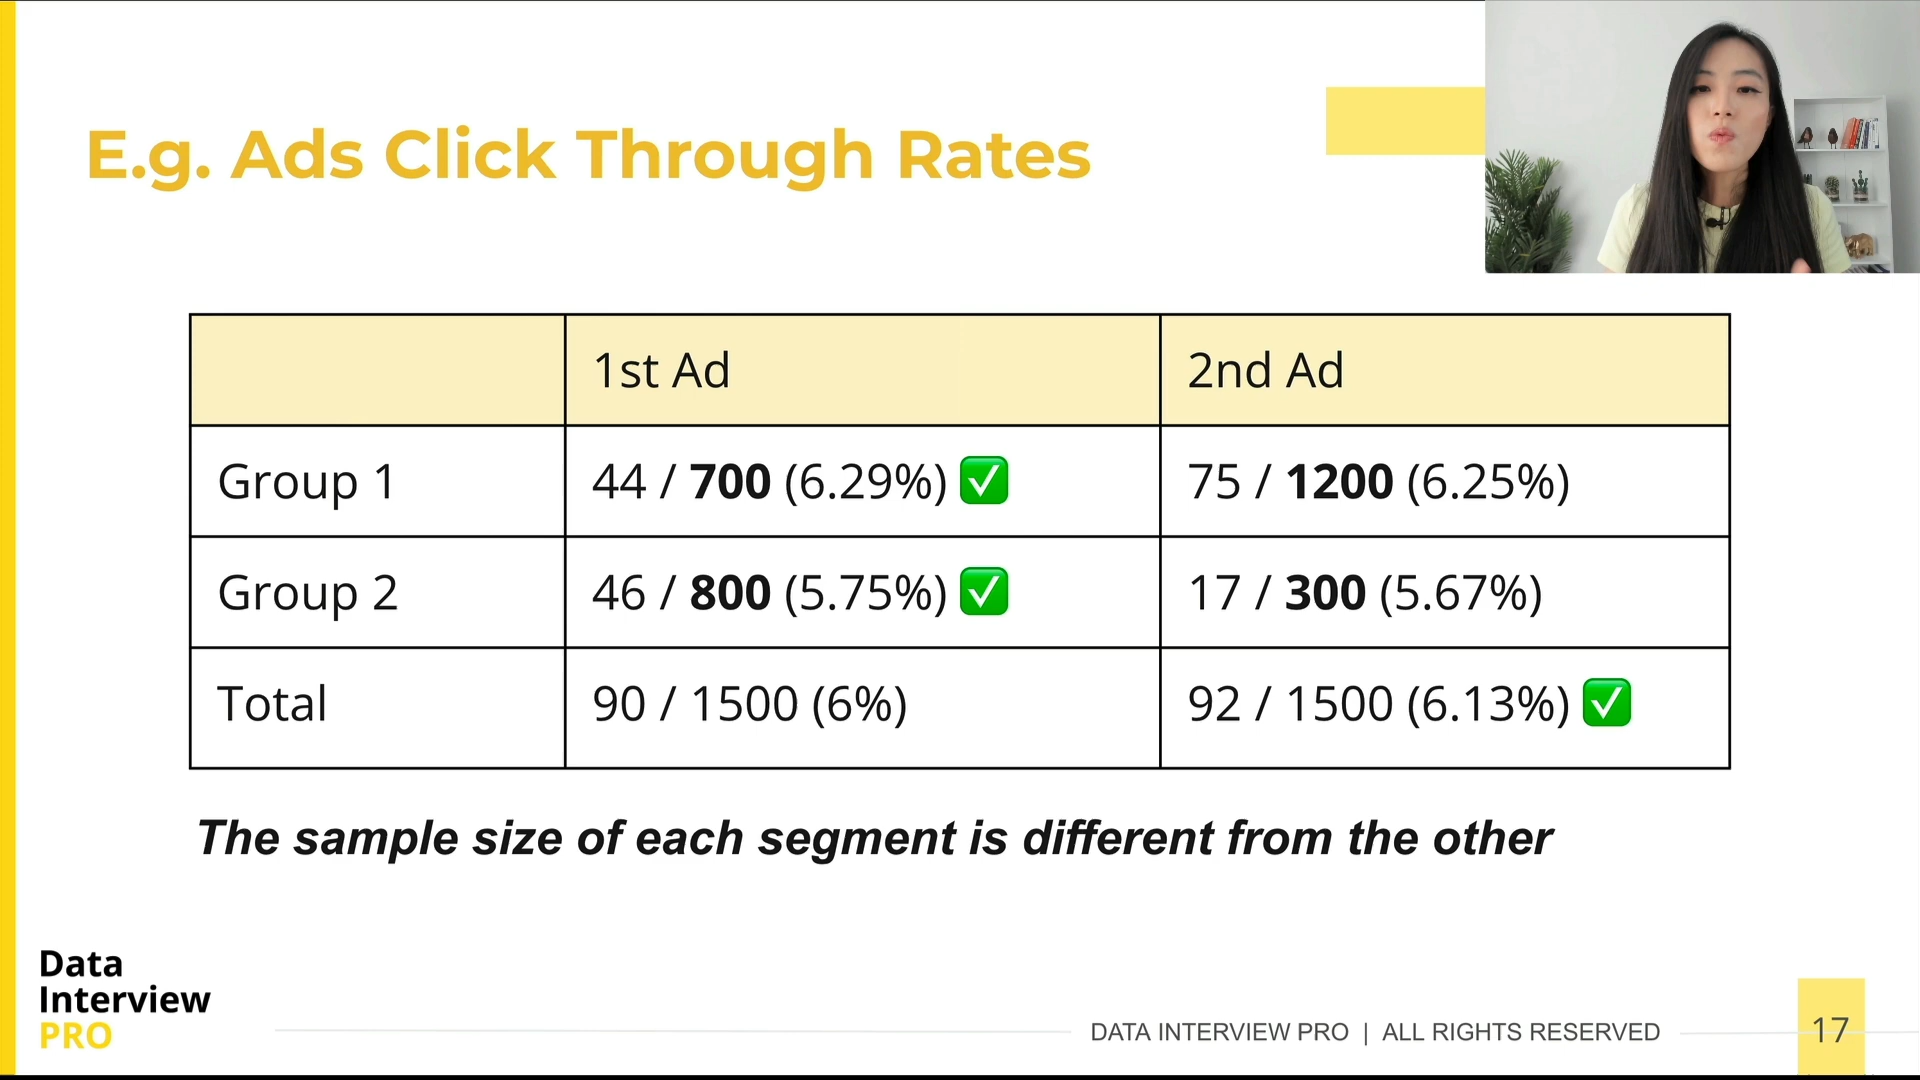 E.g. Ads Click Through Rates
1st Ad 2nd Ad
Group 1 44 / 700 (6.29%) ✅ 75 / 1200 (6.25%)
Group 2 46 / 800 (5.75%) ✅ 17 / 300 (5.67%)
Total 90 / 1500 (6%) 92 / 1500 (6.13%) ✅
The sample size of each segment is different from the other
Data
Interview
PRO
DATA INTERVIEW PRO | ALL RIGHTS RESERVED
17